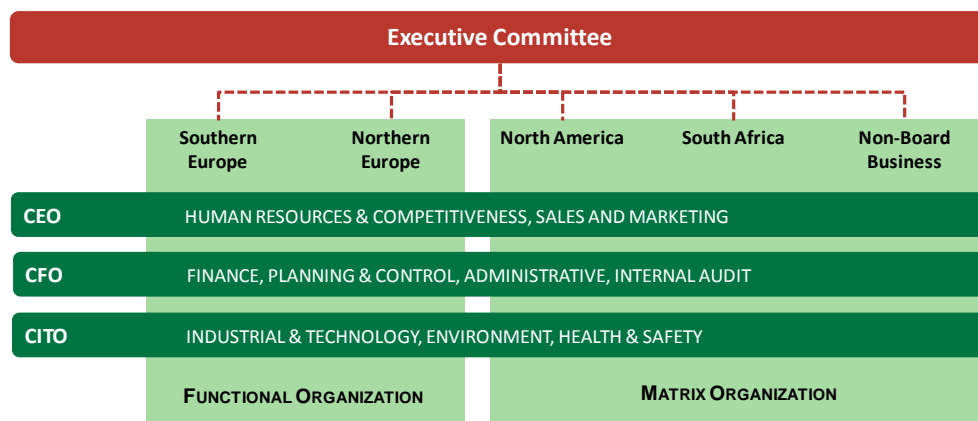 Executive Committee
Southern Europe
Northern Europe
North America
South Africa
Non-Board Business
CEO
HUMAN RESOURCES & COMPETITIVENESS, SALES AND MARKETING
CFO
FINANCE, PLANNING & CONTROL, ADMINISTRATIVE, INTERNAL AUDIT
CITO
INDUSTRIAL & TECHNOLOGY, ENVIRONMENT, HEALTH & SAFETY
FUNCTIONAL ORGANIZATION
MATRIX ORGANIZATION